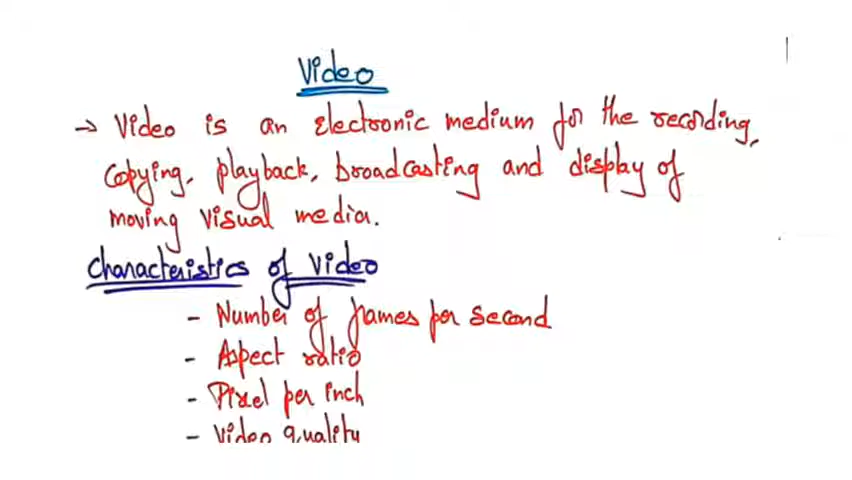 Video
→ Video is an Electronic medium for the recording,
Copying, playback, broadcasting and display of
moving visual media.
Characteristics of Video
- Number of frames per second
- Aspect ratio
- Pixel per inch
- Video quality